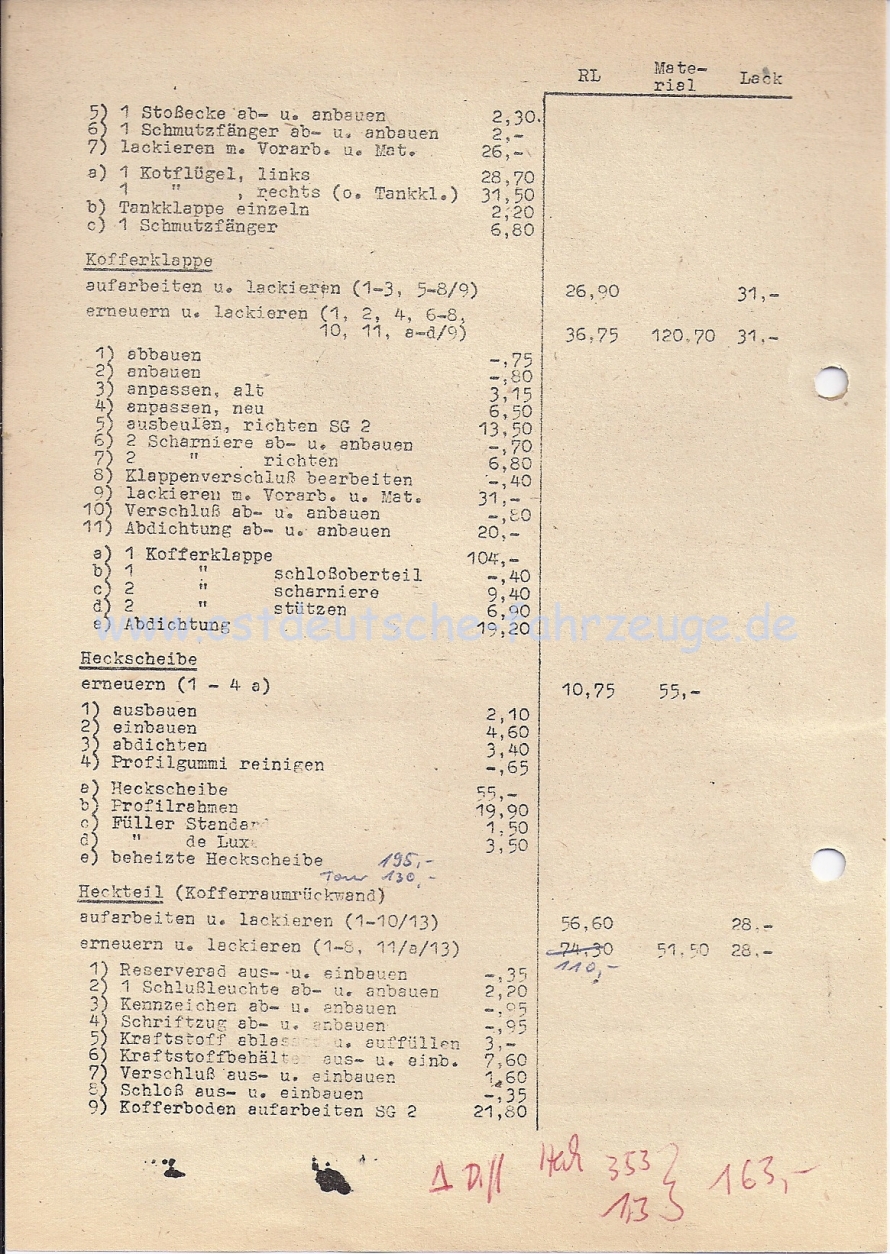 RL Mate- Lack
rial
5) 1 Stoßecke ab- u. anbauen 2,30
6) 1 Schmutzfänger ab- u. anbauen 2,-
7) lackieren m. Vorarb. u. Mat. 26,-
a) 1 Kotflügel, links 28,70
1 " , rechts (o. Tankkl.) 31,50
b) Tankklappe einzeln 2,20
c) 1 Schmutzfänger 6,80
Kofferklappe
aufarbeiten u. lackieren (1-3, 5-8/9) 26,90 31,-
erneuern u. lackieren (1, 2, 4, 6-8,
10, 11, a-d/9) 36,75 120,70 31,-
1) abbauen -,75
2) anbauen -,80
3) anpassen, alt 3,15
4) anpassen, neu 6,50
5) ausbeulen, richten SG 2 13,50
6) 2 Scharniere ab- u. anbauen -,70
7) 2 " richten 6,80
8) Klappenverschluß bearbeiten -,40
9) lackieren m. Vorarb. u. Mat. 31,-
10) Verschluß ab- u. anbauen -,80
11) Abdichtung ab- u. anbauen 20,-
a) 1 Kofferklappe 104,-
b) 1 " schloßoberteil -,40
c) 2 " scharniere 9,40
d) 2 " stützen 6,90
e) Abdichtung 19,20
www.ostdeutsche-fahrzeuge.de
Heckscheibe
erneuern (1 - 4 a) 10,75 55,-
1) ausbauen 2,10
2) einbauen 4,60
3) abdichten 3,40
4) Profilgummi reinigen -,65
a) Heckscheibe 55,-
b) Profilrahmen 19,90
c) Füller Standard 1,50
d) " de Luxe 3,50
e) beheizte Heckscheibe 195,-
Tour 130,-
Heckteil (Kofferraumrückwand)
aufarbeiten u. lackieren (1-10/13) 56,60 28,-
erneuern u. lackieren (1-8, 11/a/13) 74,30 51,50 28,-
110,-
1) Reserverad aus- u. einbauen -,35
2) 1 Schlußleuchte ab- u. anbauen 2,20
3) Kennzeichen ab- u. anbauen -,95
4) Schriftzug ab- u. anbauen -,95
5) Kraftstoff ablassen u. auffüllen 3,-
6) Kraftstoffbehälter aus- u. einb. 7,60
7) Verschluß aus- u. einbauen 1,60
8) Schloß aus- u. einbauen -,35
9) Kofferboden aufarbeiten SG 2 21,80
Diff Heck 353 } 163,-
1,3